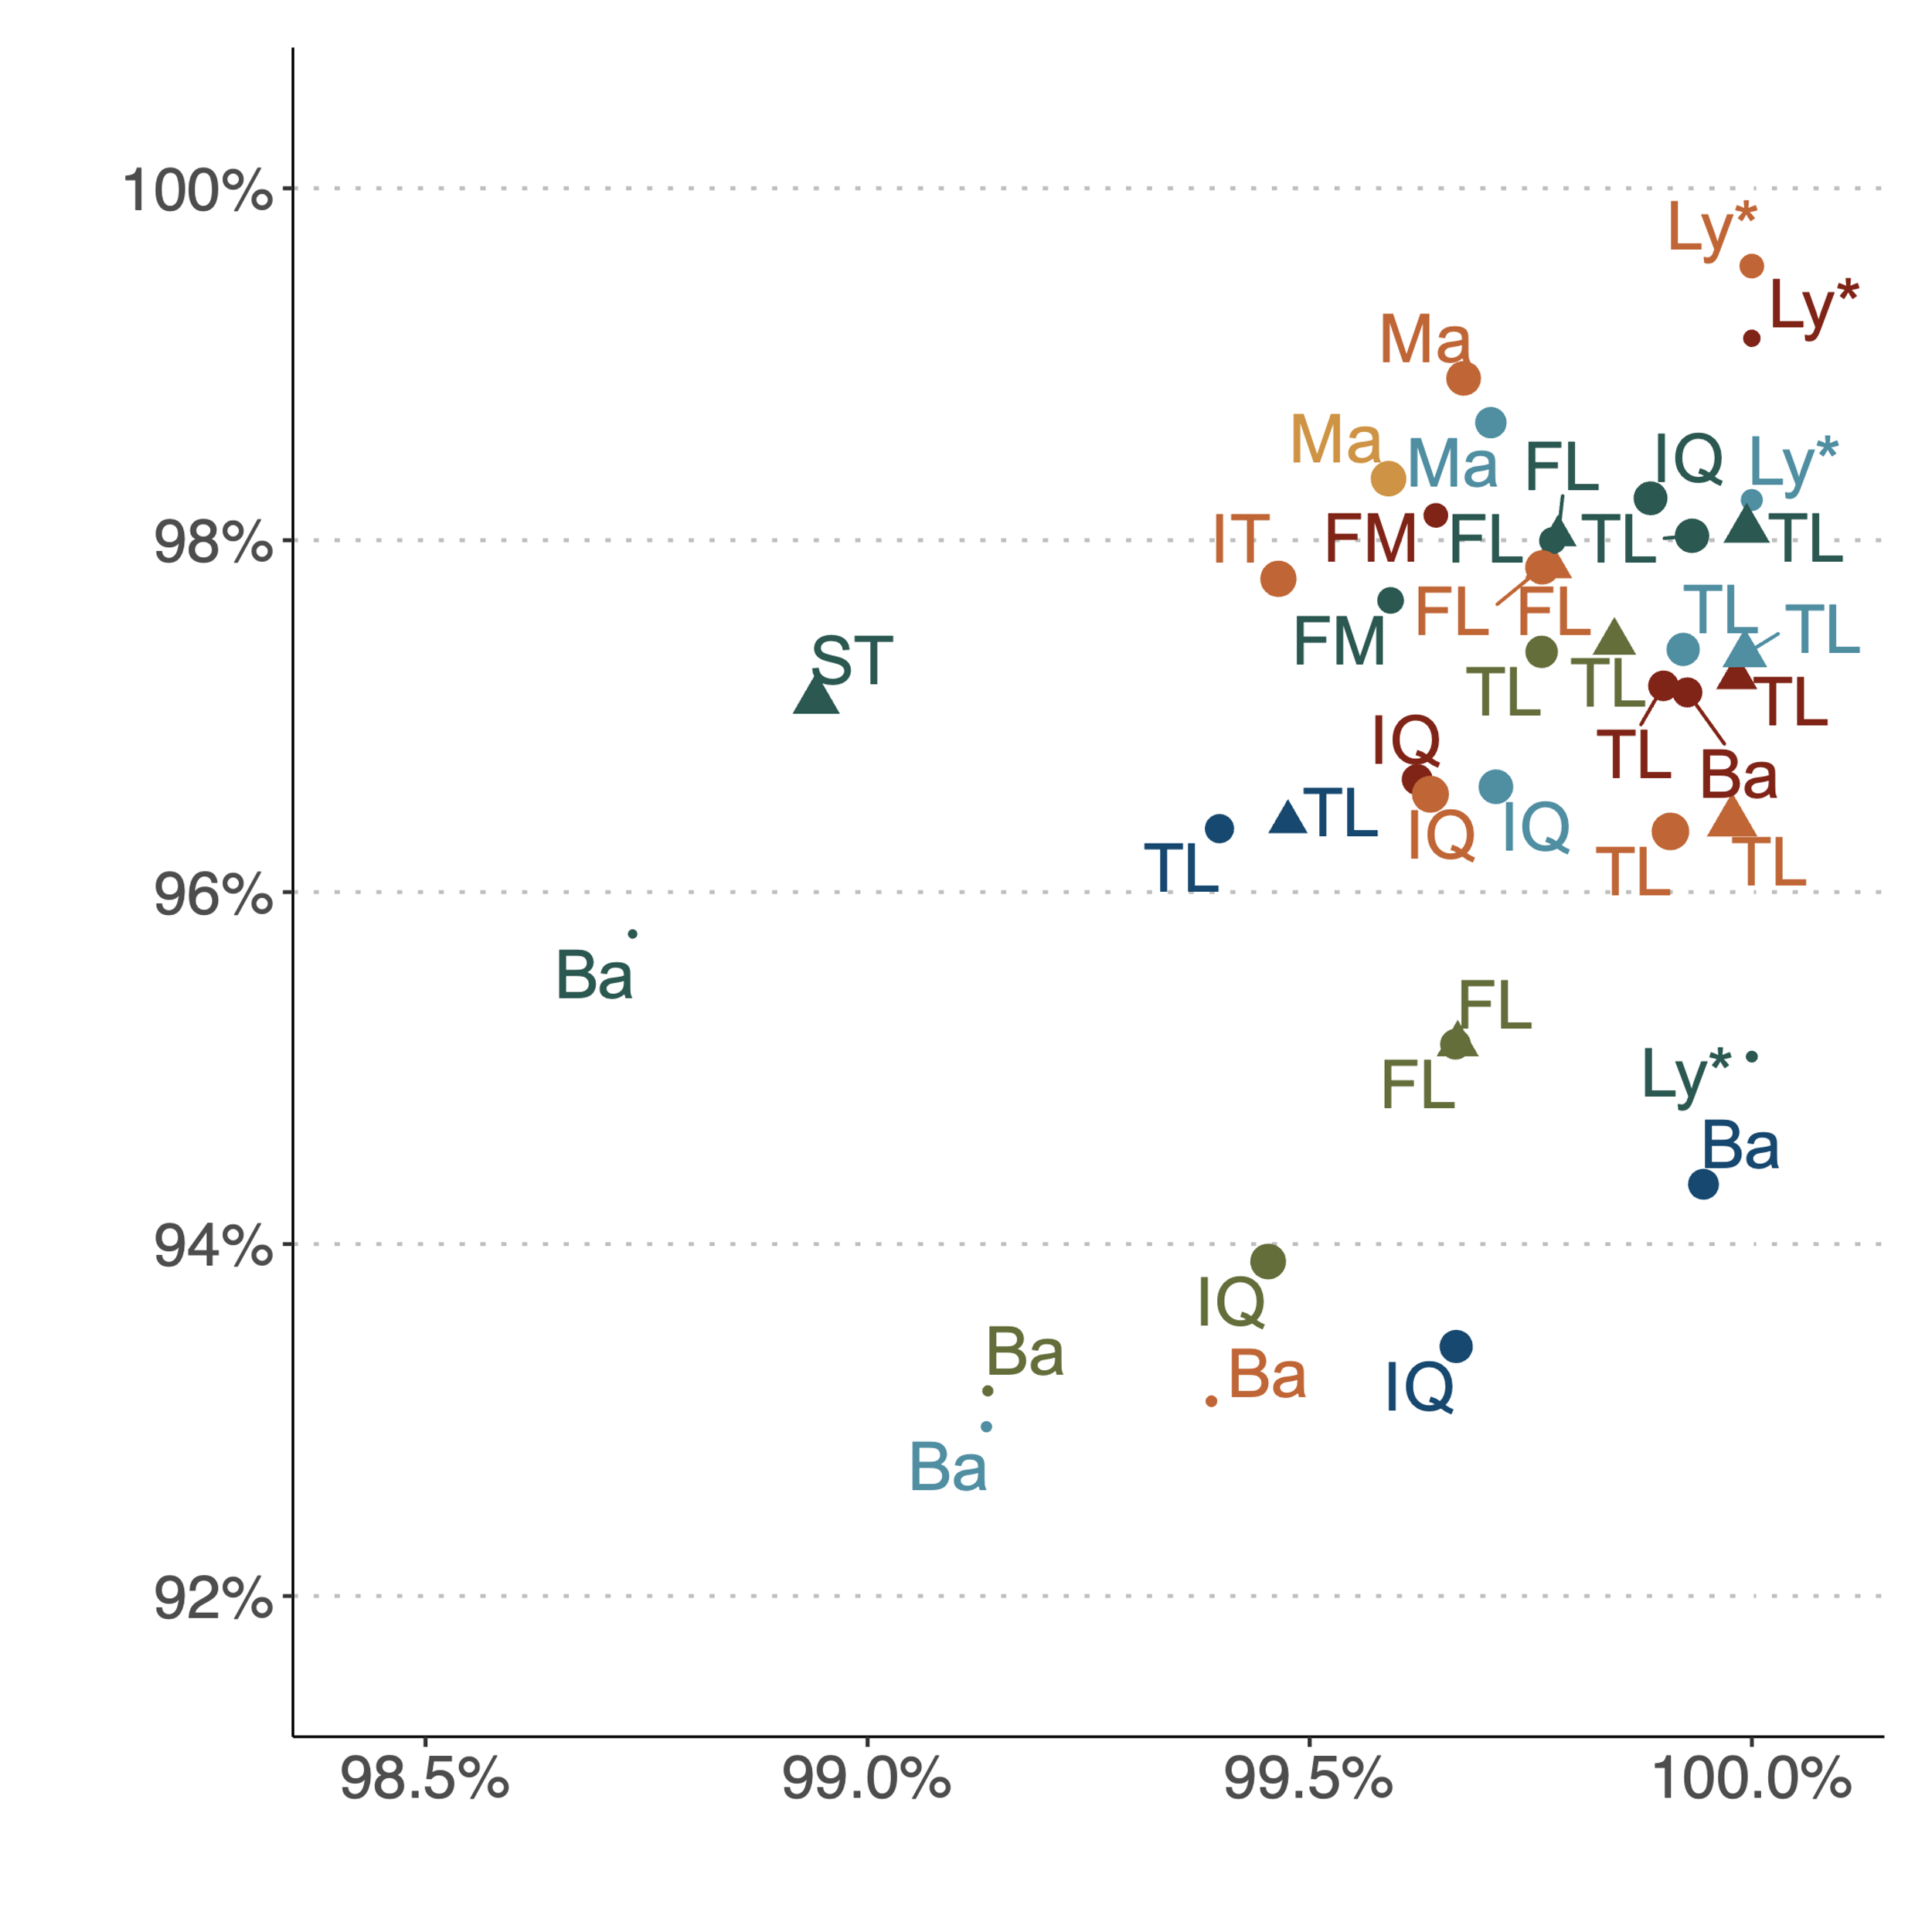 100%
Ly*
Ly*
Ma
Ma
Ma
FL
IQ
Ly*
98%
IT
FM
FL
TL
TL
FM
FL
FL
TL
TL
ST
TL
TL
TL
IQ
TL
Ba
TL
TL
IQ
IQ
TL
TL
96%
Ba
FL
FL
Ly*
Ba
94%
IQ
Ba
Ba
IQ
Ba
92%
98.5% 99.0% 99.5% 100.0%